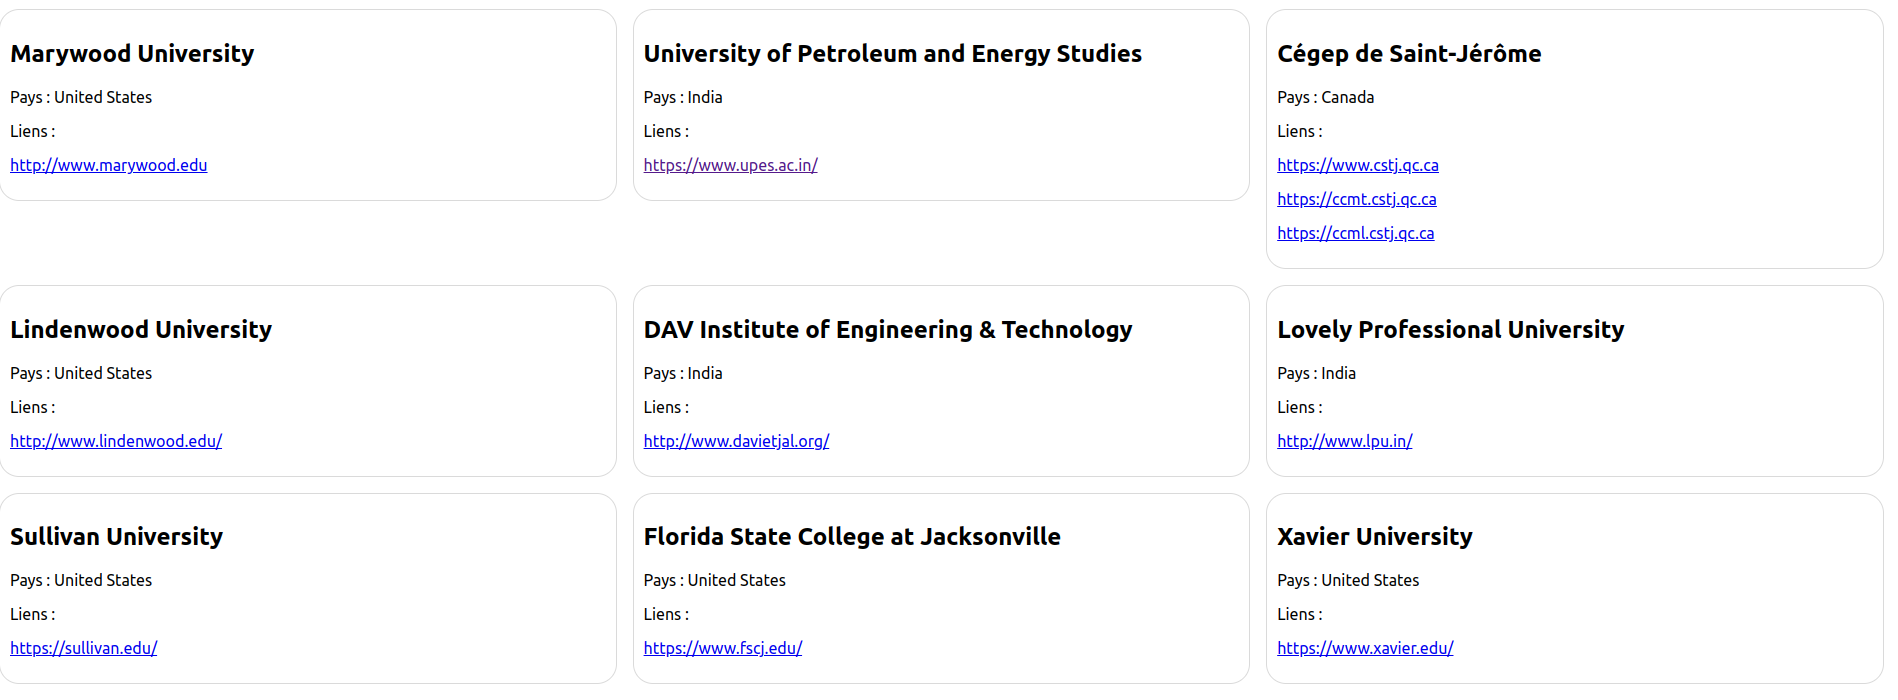 Marywood University
Pays : United States
Liens :
http://www.marywood.edu
University of Petroleum and Energy Studies
Pays : India
Liens :
https://www.upes.ac.in/
Cégep de Saint-Jérôme
Pays : Canada
Liens :
https://www.cstj.qc.ca
https://ccmt.cstj.qc.ca
https://ccml.cstj.qc.ca
Lindenwood University
Pays : United States
Liens :
http://www.lindenwood.edu/
DAV Institute of Engineering & Technology
Pays : India
Liens :
http://www.davietjal.org/
Lovely Professional University
Pays : India
Liens :
http://www.lpu.in/
Sullivan University
Pays : United States
Liens :
https://sullivan.edu/
Florida State College at Jacksonville
Pays : United States
Liens :
https://www.fscj.edu/
Xavier University
Pays : United States
Liens :
https://www.xavier.edu/